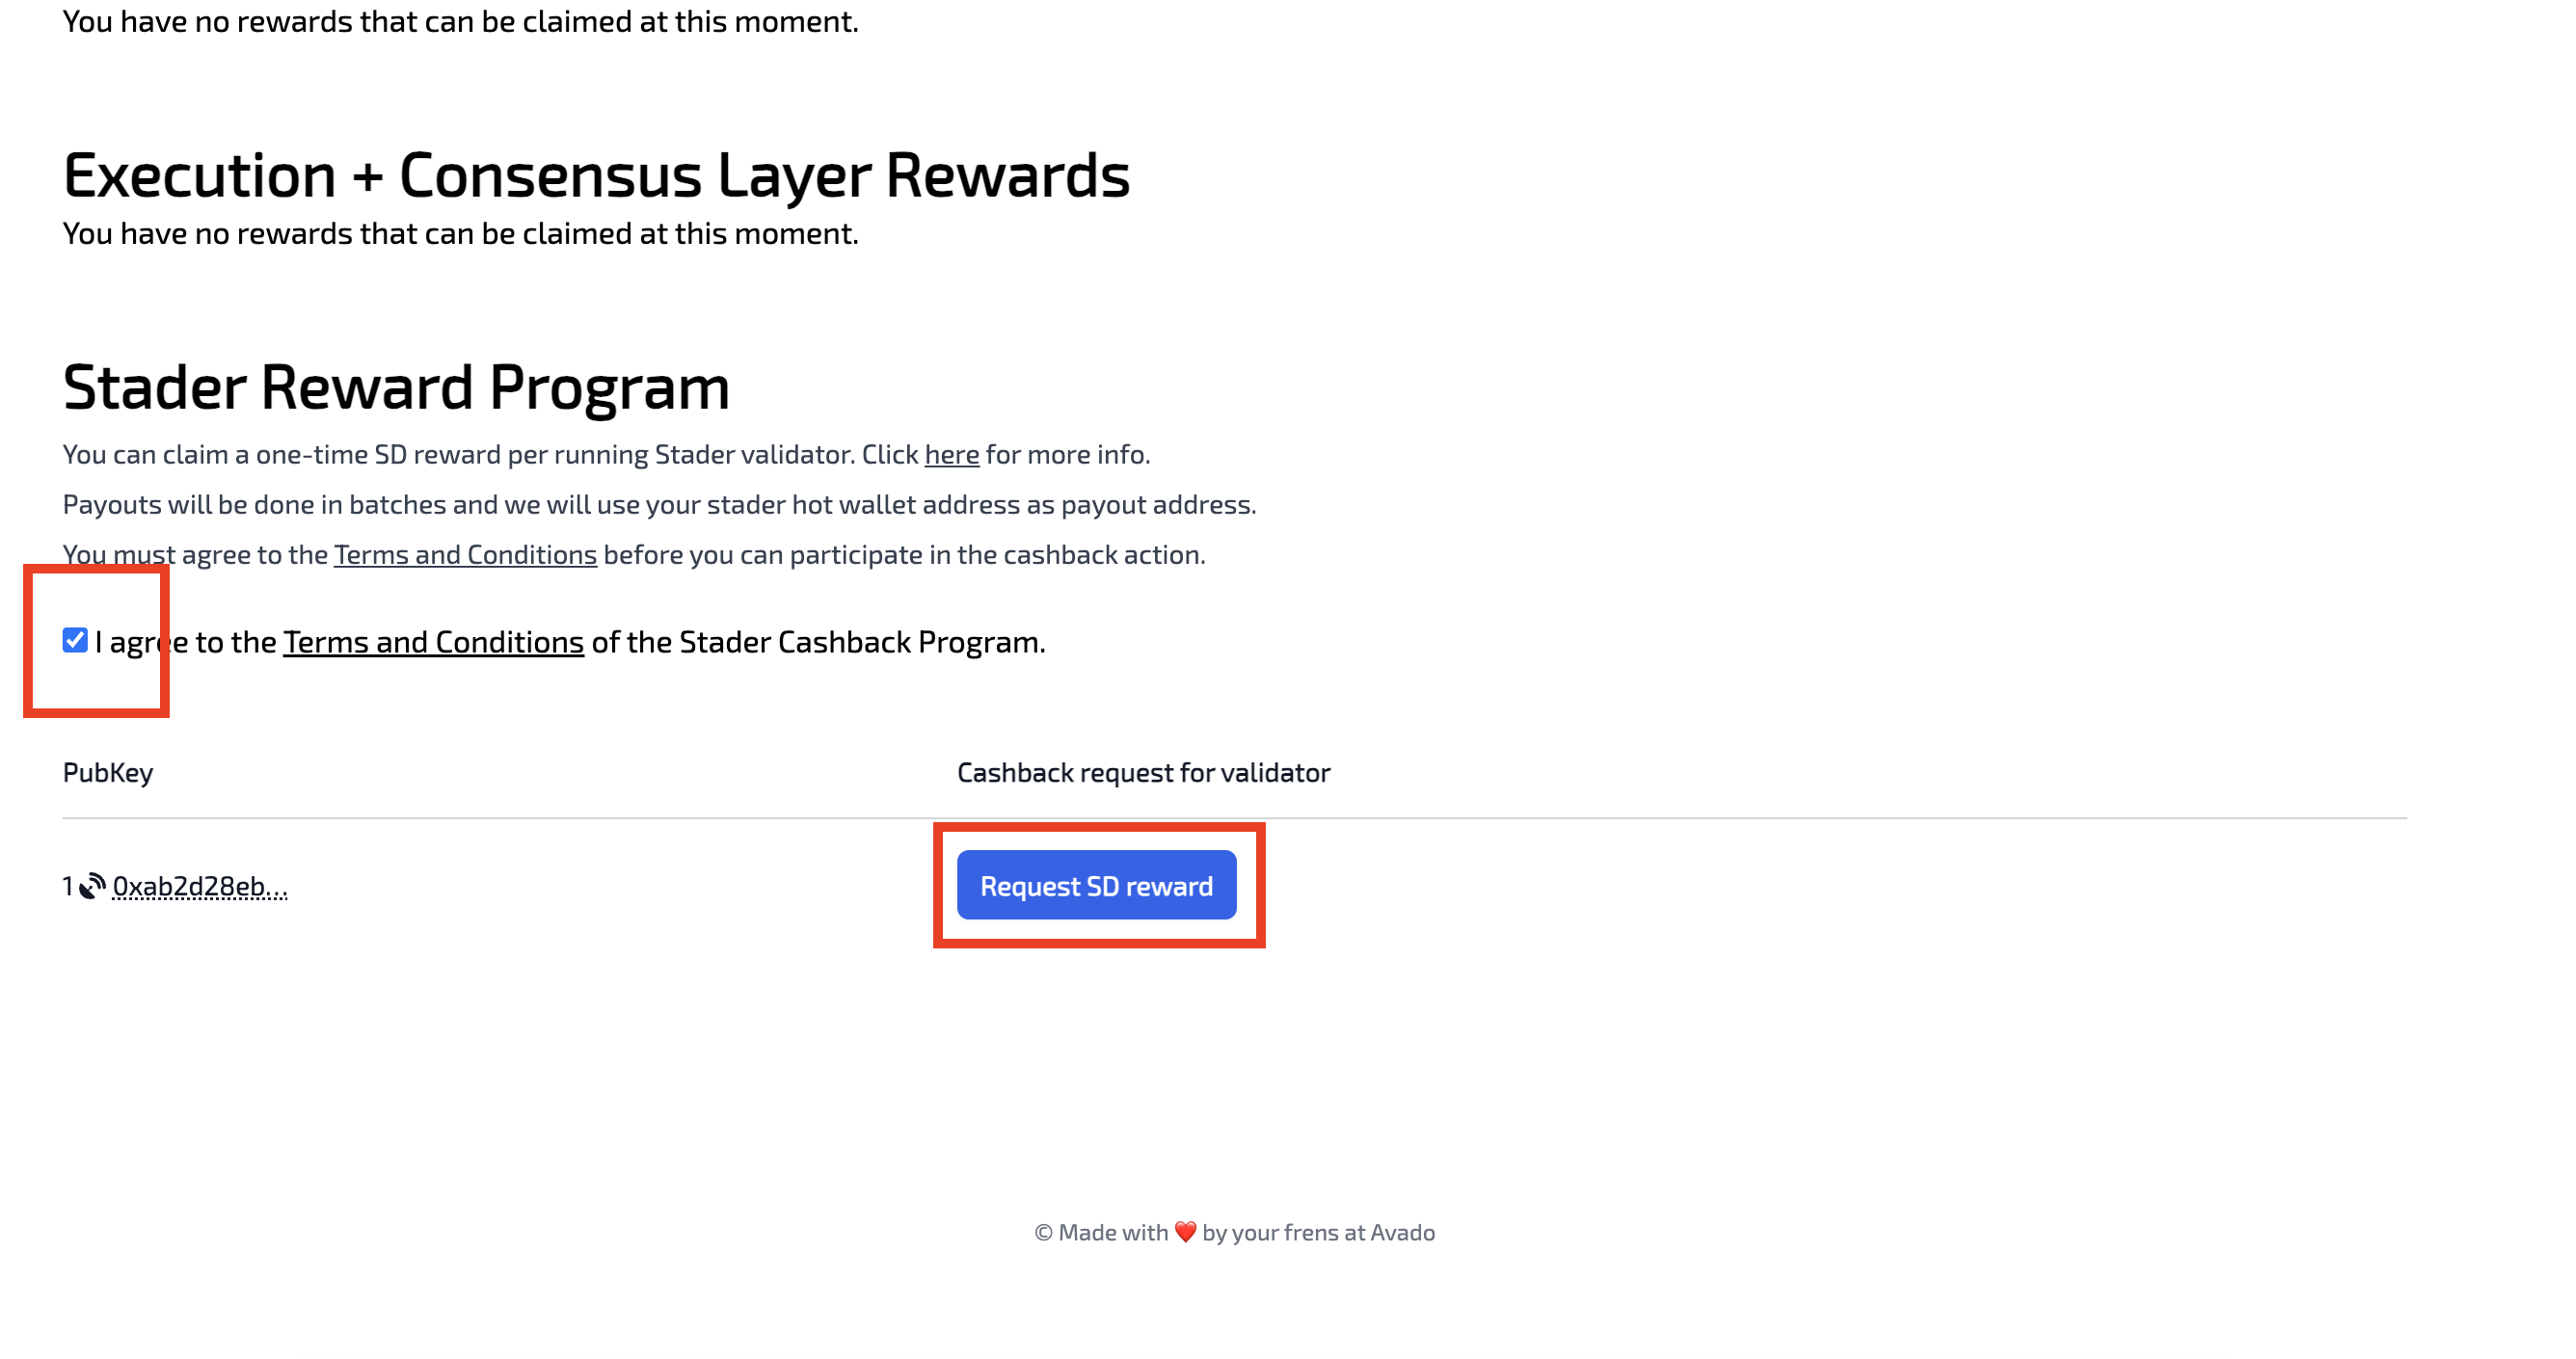 You have no rewards that can be claimed at this moment.
Execution + Consensus Layer Rewards
You have no rewards that can be claimed at this moment.
Stader Reward Program
You can claim a one-time SD reward per running Stader validator. Click here for more info.
Payouts will be done in batches and we will use your stader hot wallet address as payout address.
You must agree to the Terms and Conditions before you can participate in the cashback action.
I agree to the Terms and Conditions of the Stader Cashback Program.
PubKey Cashback request for validator
1 0xab2d28eb... Request SD reward
© Made with ❤️ by your frens at Avado